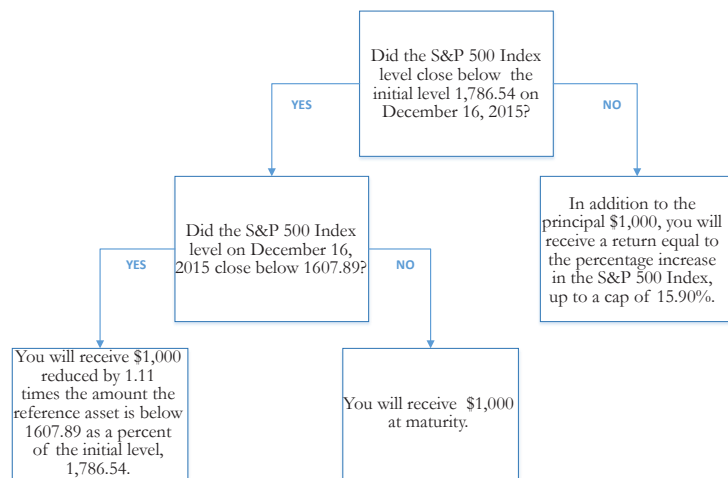 Did the S&P 500 Index
level close below the
initial level 1,786.54 on
December 16, 2015?
YES
NO
Did the S&P 500 Index
level on December 16,
2015 close below 1607.89?
In addition to the
principal $1,000, you will
receive a return equal to
the percentage increase
in the S&P 500 Index,
up to a cap of 15.90%.
YES
NO
You will receive $1,000
reduced by 1.11
times the amount the
reference asset is below
1607.89 as a percent
of the initial level,
1,786.54.
You will receive $1,000
at maturity.